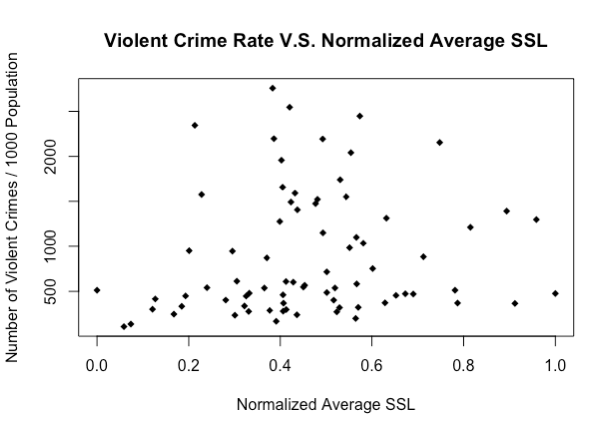 Violent Crime Rate V.S. Normalized Average SSL
Number of Violent Crimes / 1000 Population
2000
1000
500
0.0 0.2 0.4 0.6 0.8 1.0
Normalized Average SSL